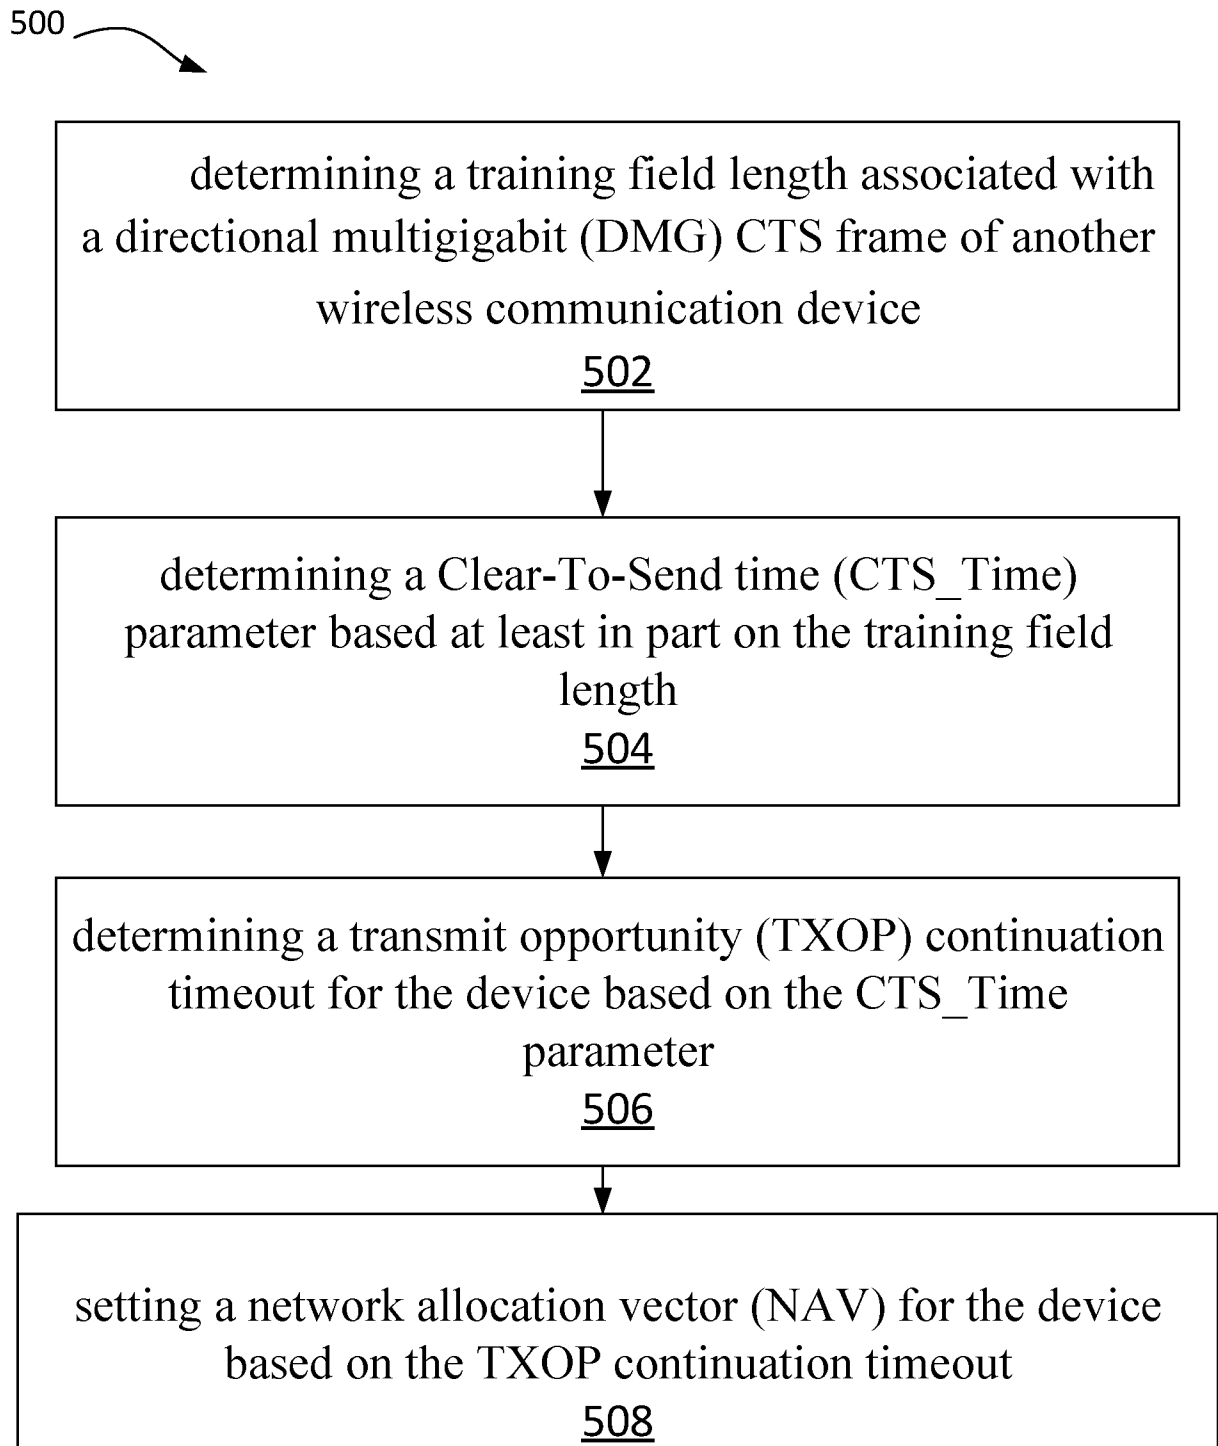 500
determining a training field length associated with
a directional multigigabit (DMG) CTS frame of another
wireless communication device
502
determining a Clear-To-Send time (CTS_Time)
parameter based at least in part on the training field
length
504
determining a transmit opportunity (TXOP) continuation
timeout for the device based on the CTS_Time
parameter
506
setting a network allocation vector (NAV) for the device
based on the TXOP continuation timeout
508